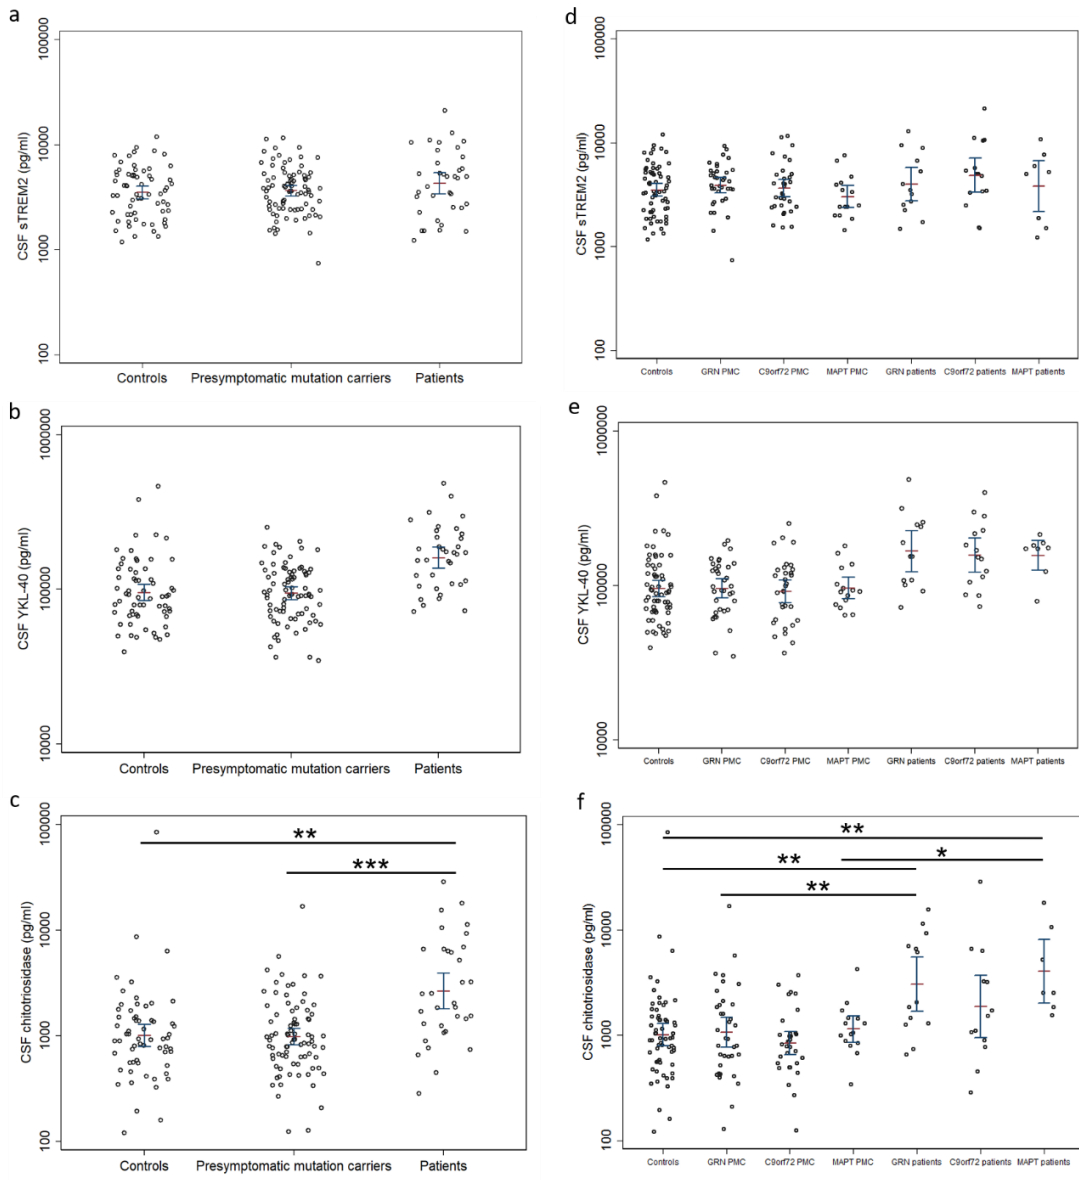 a
100000
10000
1000
100
CSF sTREM2 (pg/ml)
Controls Presymptomatic mutation carriers Patients
d
100000
10000
1000
100
CSF sTREM2 (pg/ml)
Controls GRN PMC C9orf72 PMC MAPT PMC GRN patients C9orf72 patients MAPT patients
b
1000000
100000
10000
CSF YKL-40 (pg/ml)
Controls Presymptomatic mutation carriers Patients
e
1000000
100000
10000
CSF YKL-40 (pg/ml)
Controls GRN PMC C9orf72 PMC MAPT PMC GRN patients C9orf72 patients MAPT patients
c
100000
10000
1000
100
CSF chitotriosidase (pg/ml)
**
***
Controls Presymptomatic mutation carriers Patients
f
100000
10000
1000
100
CSF chitotriosidase (pg/ml)
**
*
**
**
Controls GRN PMC C9orf72 PMC MAPT PMC GRN patients C9orf72 patients MAPT patients